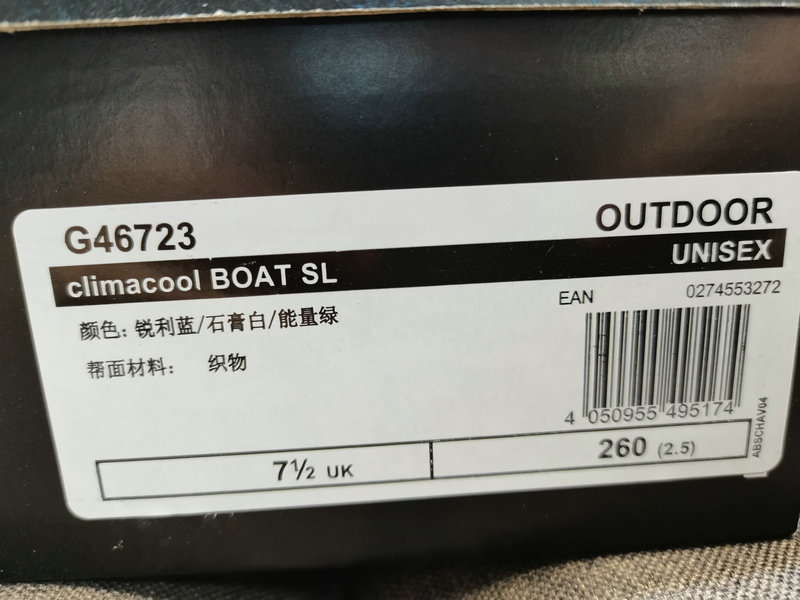 G46723
OUTDOOR
climacool BOAT SL
UNISEX
颜色: 锐利蓝/石膏白/能量绿
EAN 0274553272
帮面材料: 织物
4 050955 495174
ABSCHAV04
7½ UK
260 (2.5)